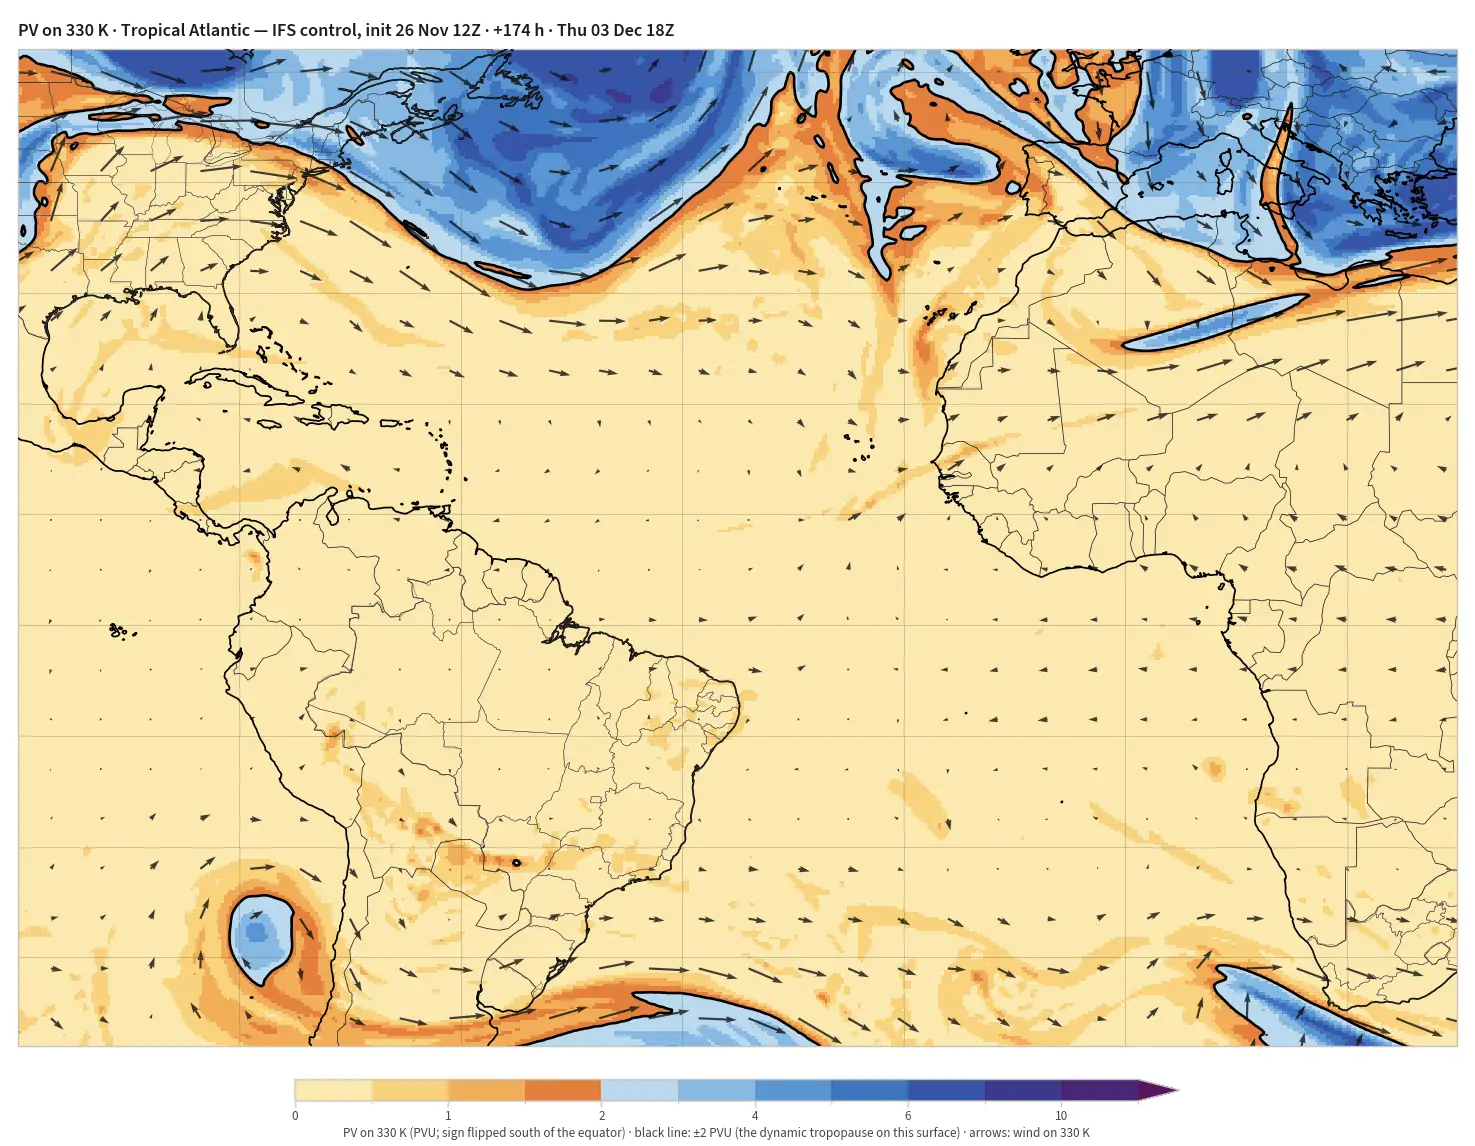 PV on 330 K · Tropical Atlantic — IFS control, init 26 Nov 12Z · +174 h · Thu 03 Dec 18Z
0 1 2 4 6 10
PV on 330 K (PVU; sign flipped south of the equator) · black line: ±2 PVU (the dynamic tropopause on this surface) · arrows: wind on 330 K